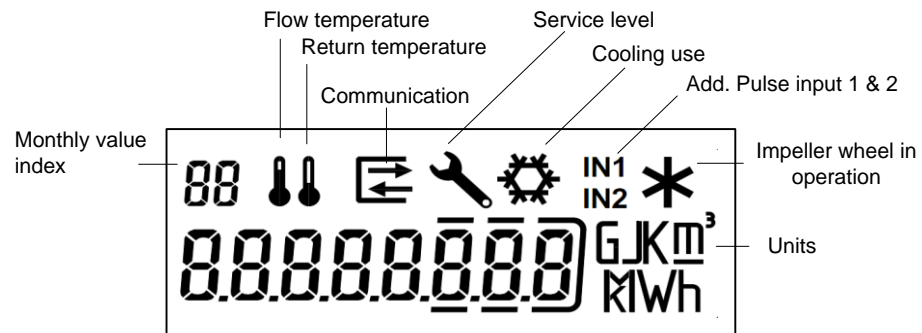 Flow temperature
Service level
Return temperature
Cooling use
Communication
Add. Pulse input 1 & 2
Monthly value
index
Impeller wheel in
operation
88
IN1
IN2
8.8.8.8.8.8.8.8
GJKm³
MWh
Units